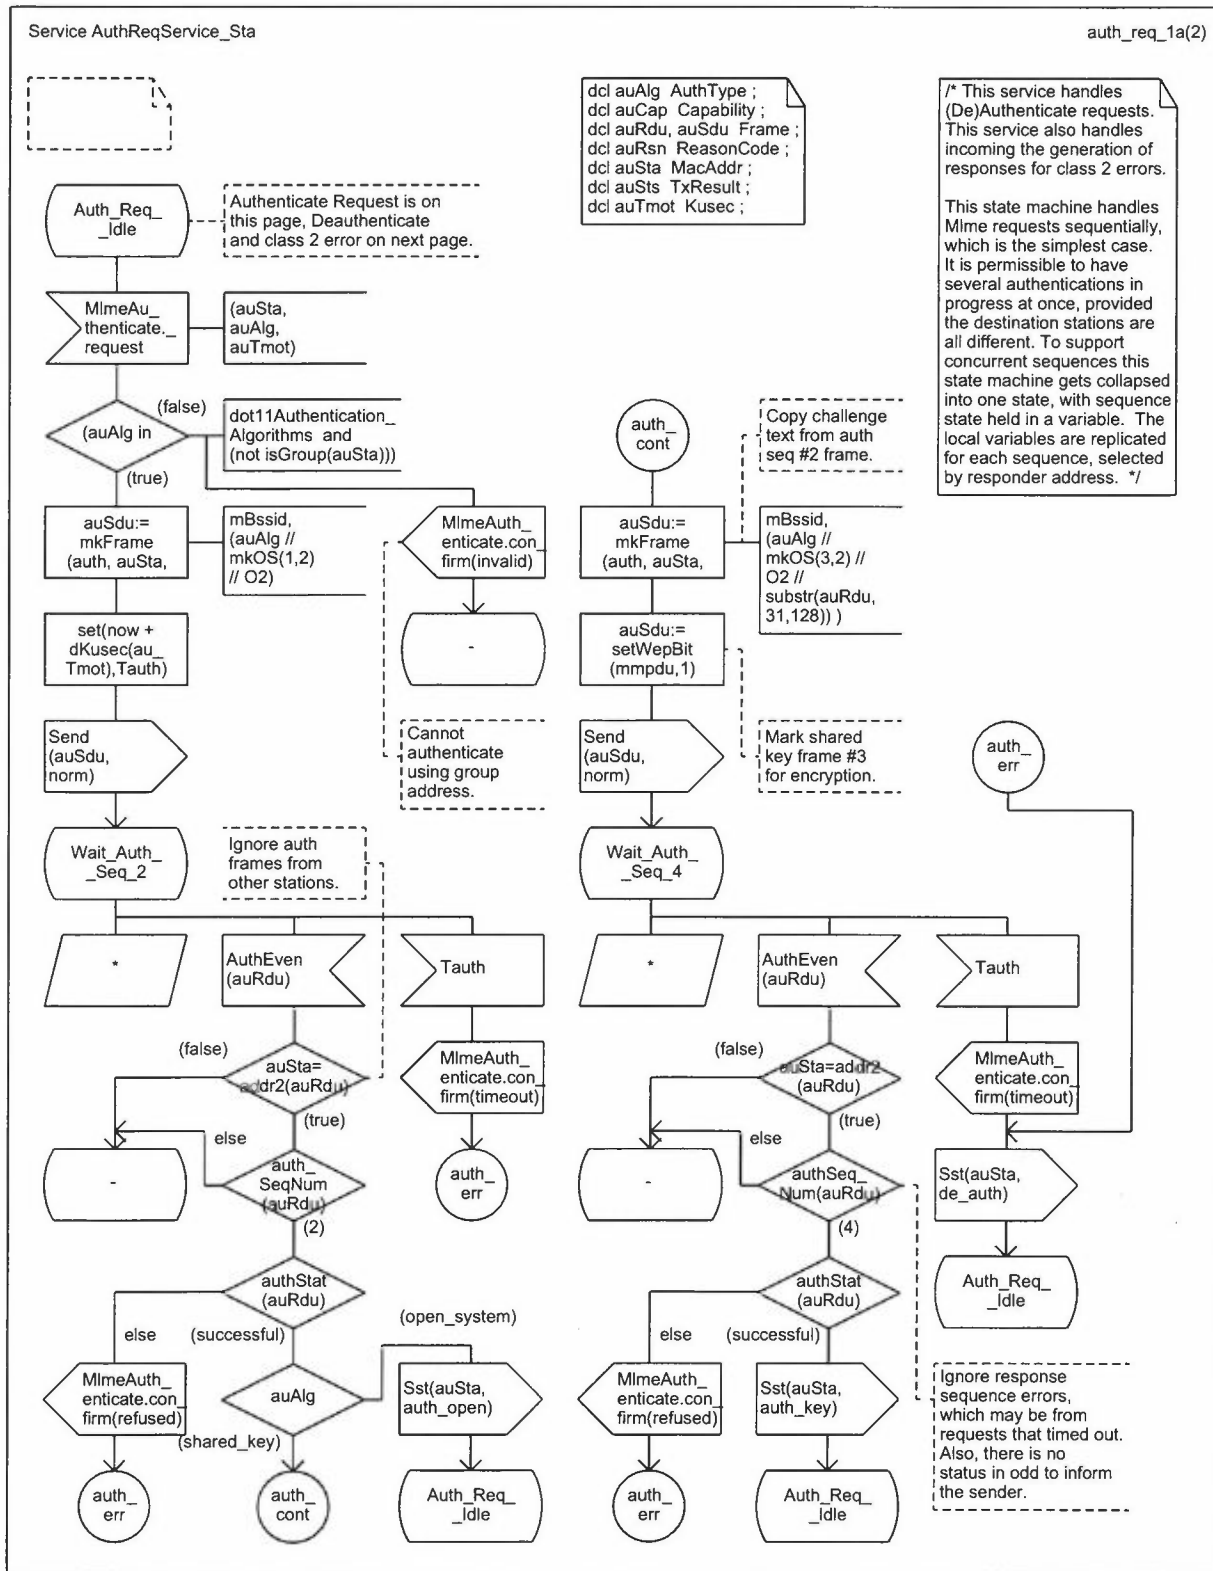 Service AuthReqService_Sta
auth_req_1a(2)
dcl auAlg AuthType ;
dcl auCap Capability ;
dcl auRdu, auSdu Frame ;
dcl auRsn ReasonCode ;
dcl auSta MacAddr ;
dcl auSts TxResult ;
dcl auTmot Kusec ;
/* This service handles
(De)Authenticate requests.
This service also handles
incoming the generation of
responses for class 2 errors.
This state machine handles
Mlme requests sequentially,
which is the simplest case.
It is permissible to have
several authentications in
progress at once, provided
the destination stations are
all different. To support
concurrent sequences this
state machine gets collapsed
into one state, with sequence
state held in a variable. The
local variables are replicated
for each sequence, selected
by responder address. */
Auth_Req_
_Idle
Authenticate Request is on
this page, Deauthenticate
and class 2 error on next page.
MlmeAu_
thenticate._
request
(auSta,
auAlg,
auTmot)
(auAlg in
(false)
(true)
dot11Authentication_
Algorithms and
(not isGroup(auSta)))
auSdu:=
mkFrame
(auth, auSta,
mBssid,
(auAlg //
mkOS(1,2)
// O2)
MlmeAuth_
enticate.con_
firm(invalid)
-
set(now +
dKusec(au_
Tmot),Tauth)
Send
(auSdu,
norm)
Cannot
authenticate
using group
address.
Wait_Auth_
_Seq_2
Ignore auth
frames from
other stations.
*
AuthEven
(auRdu)
Tauth
(false)
auSta=
addr2(auRdu)
(true)
MlmeAuth_
enticate.con_
firm(timeout)
else
-
auth_
SeqNum
(auRdu)
(2)
auth_
err
authStat
(auRdu)
else
(successful)
(open_system)
MlmeAuth_
enticate.con_
firm(refused)
auAlg
Sst(auSta,
auth_open)
(shared_key)
auth_
err
auth_
cont
Auth_Req_
_Idle
auth_
cont
Copy challenge
text from auth
seq #2 frame.
auSdu:=
mkFrame
(auth, auSta,
mBssid,
(auAlg //
mkOS(3,2) //
O2 //
substr(auRdu,
31,128)) )
auSdu:=
setWepBit
(mmpdu,1)
Send
(auSdu,
norm)
Mark shared
key frame #3
for encryption.
auth_
err
Wait_Auth_
_Seq_4
*
AuthEven
(auRdu)
Tauth
(false)
auSta=addr2
(auRdu)
(true)
MlmeAuth_
enticate.con_
firm(timeout)
else
-
authSeq_
Num(auRdu)
(4)
Sst(auSta,
de_auth)
authStat
(auRdu)
Auth_Req_
_Idle
else
(successful)
MlmeAuth_
enticate.con_
firm(refused)
Sst(auSta,
auth_key)
Ignore response
sequence errors,
which may be from
requests that timed out.
Also, there is no
status in odd to inform
the sender.
auth_
err
Auth_Req_
_Idle